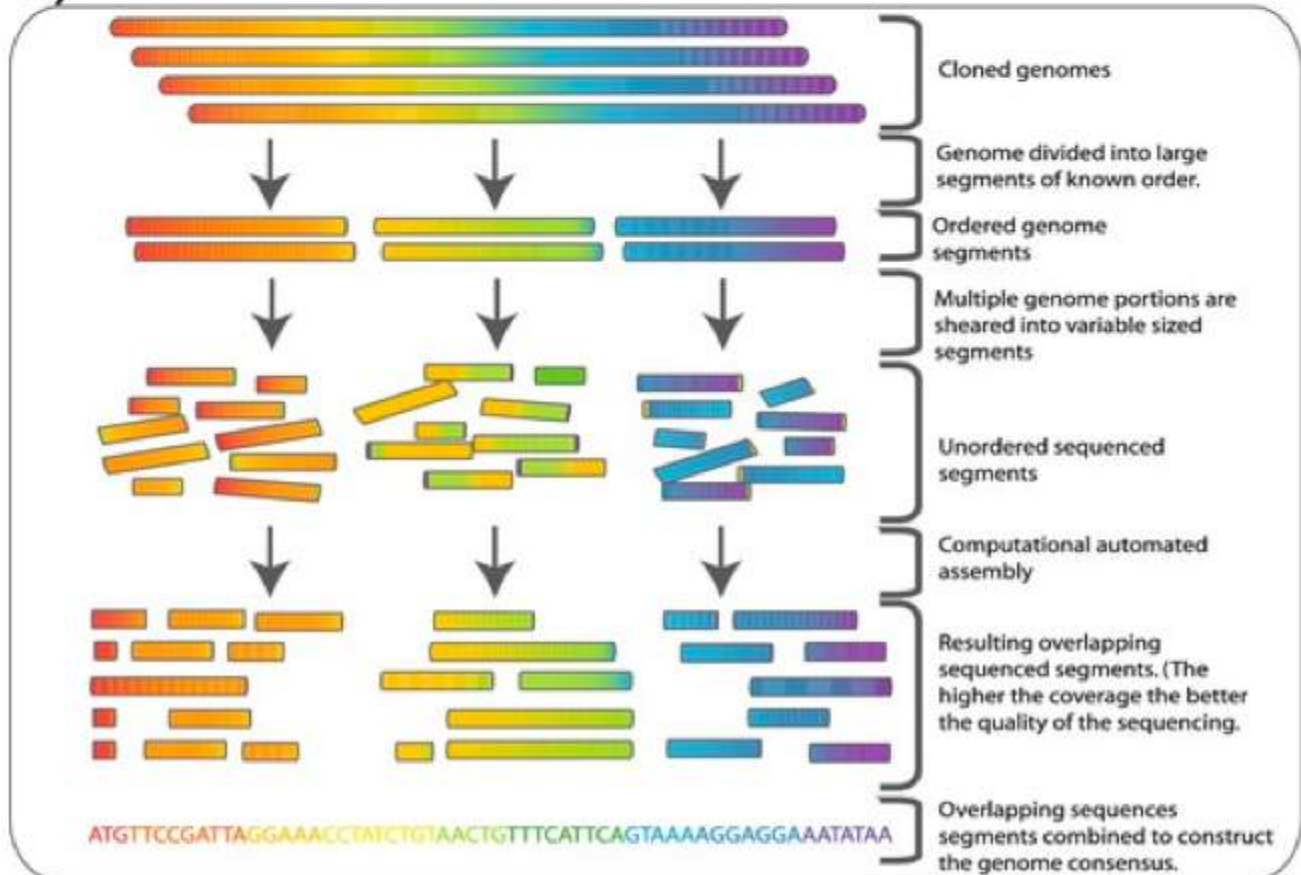 Cloned genomes
Genome divided into large
segments of known order.
Ordered genome
segments
Multiple genome portions are
sheared into variable sized
segments
Unordered sequenced
segments
Computational automated
assembly
Resulting overlapping
sequenced segments. (The
higher the coverage the better
the quality of the sequencing.
ATGTTCCGATTAGGAAACCTATCTGTAACTGTTTCATTCAGTAAAAGGAGGAAATATAA
Overlapping sequences
segments combined to construct
the genome consensus.